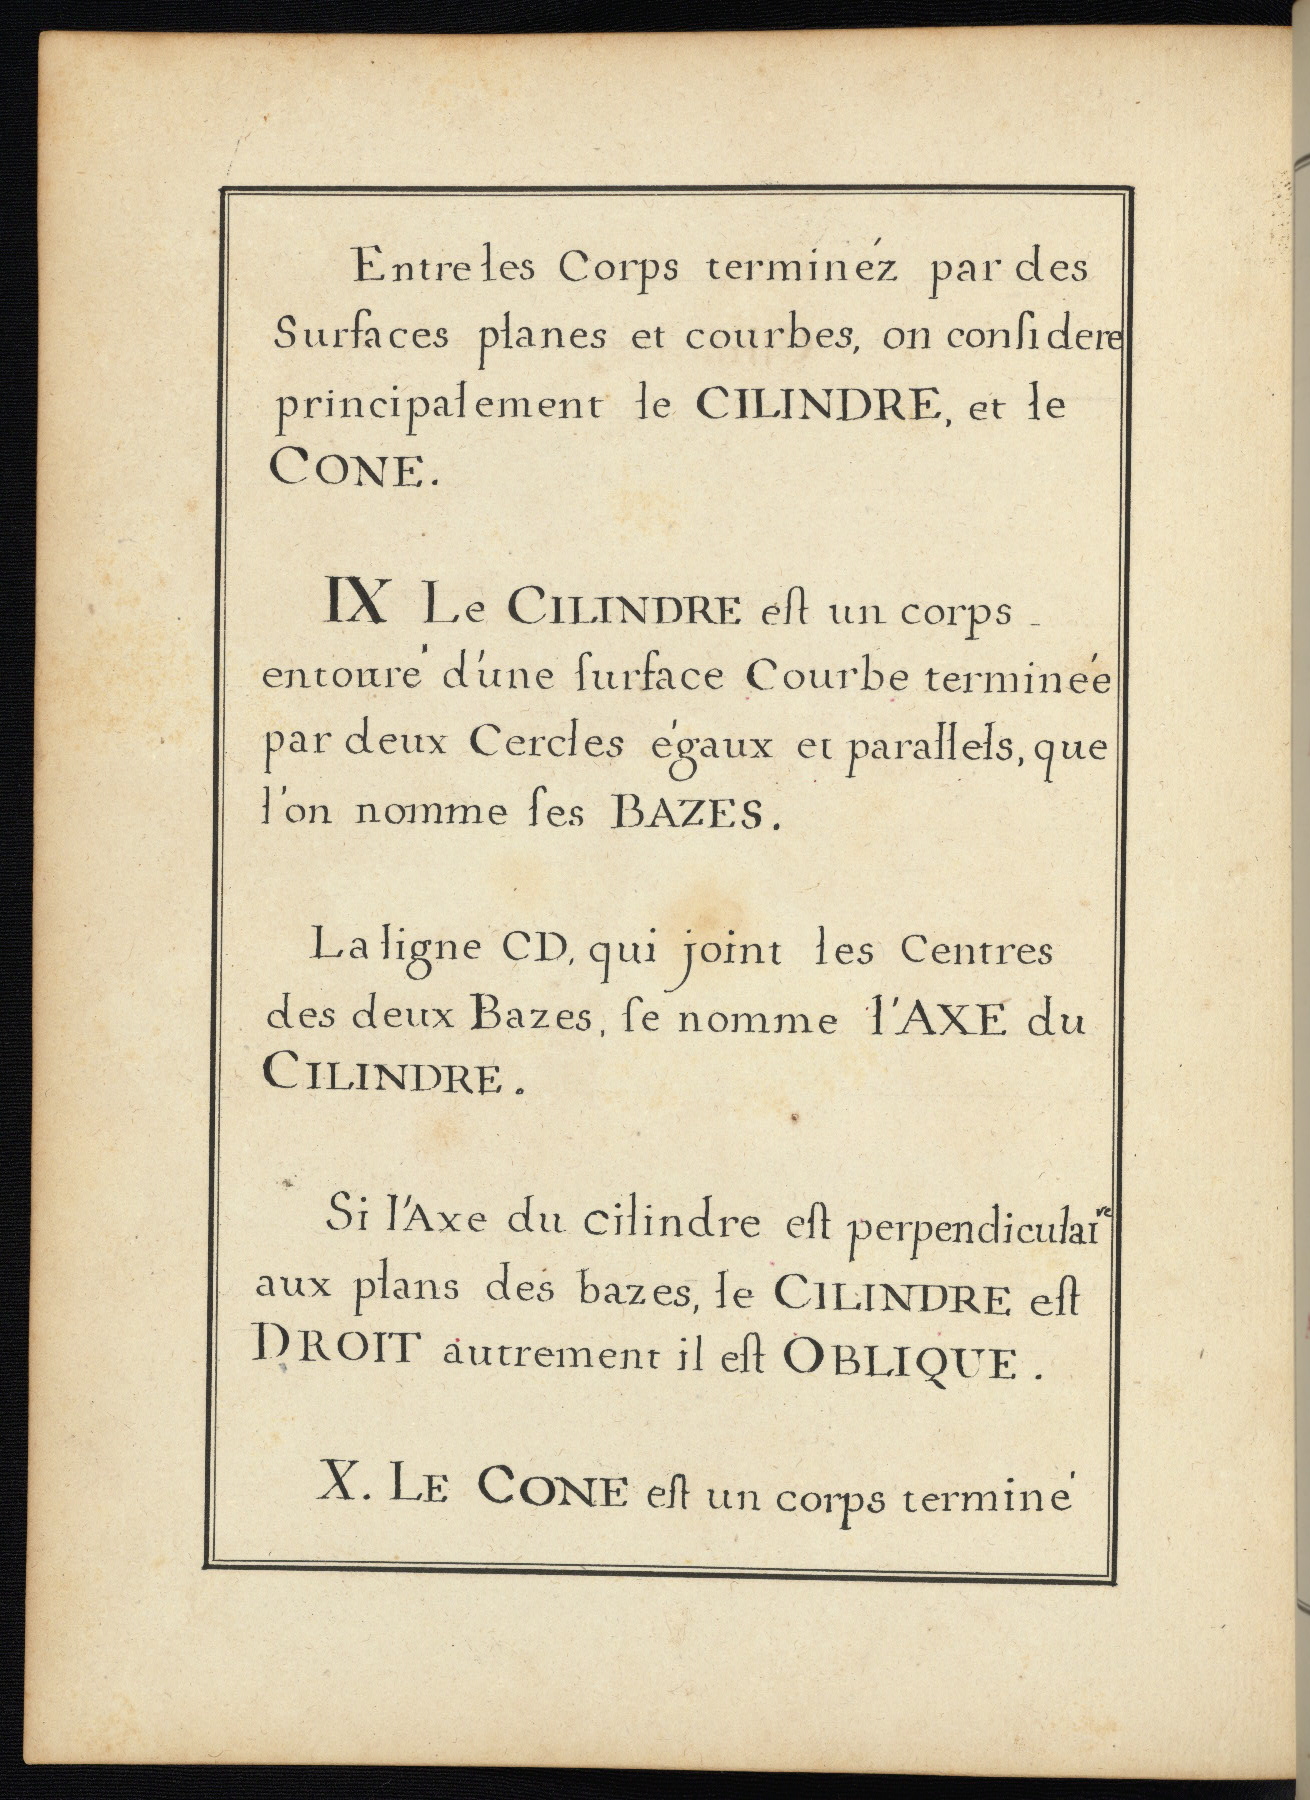 Entre les Corps terminéz par des
Surfaces planes et courbes, on conſidere
principalement le CILINDRE, et le
CONE.
IX Le CILINDRE eſt un corps -
entouré d'une ſurface Courbe terminée
par deux Cercles égaux et parallels, que
l'on nomme ſes BAZES.
La ligne CD, qui joint les Centres
des deux Bazes, ſe nomme l'AXE du
CILINDRE.
Si l'Axe du cilindre eſt perpendiculaire
aux plans des bazes, le CILINDRE eſt
DROIT autrement il eſt OBLIQUE.
X. LE CONE eſt un corps terminé